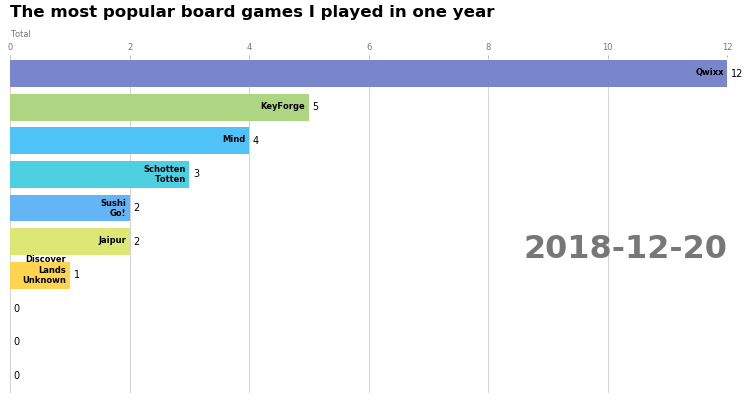 The most popular board games I played in one year
Total
0 2 4 6 8 10 12
Qwixx 12
KeyForge 5
Mind 4
Schotten
Totten 3
Sushi
Go! 2
Jaipur 2
2018-12-20
Discover
Lands
Unknown 1
0
0
0